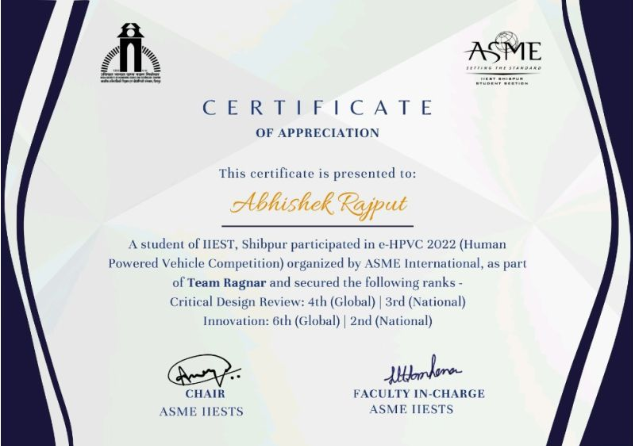 ASME
SETTING THE STANDARD
IIEST SHIBPUR
STUDENT SECTION
CERTIFICATE
OF APPRECIATION
This certificate is presented to:
Abhishek Rajput
A student of IIEST, Shibpur participated in e-HPVC 2022 (Human
Powered Vehicle Competition) organized by ASME International, as part
of Team Ragnar and secured the following ranks -
Critical Design Review: 4th (Global) | 3rd (National)
Innovation: 6th (Global) | 2nd (National)
CHAIR
ASME IIESTS
FACULTY IN-CHARGE
ASME IIESTS